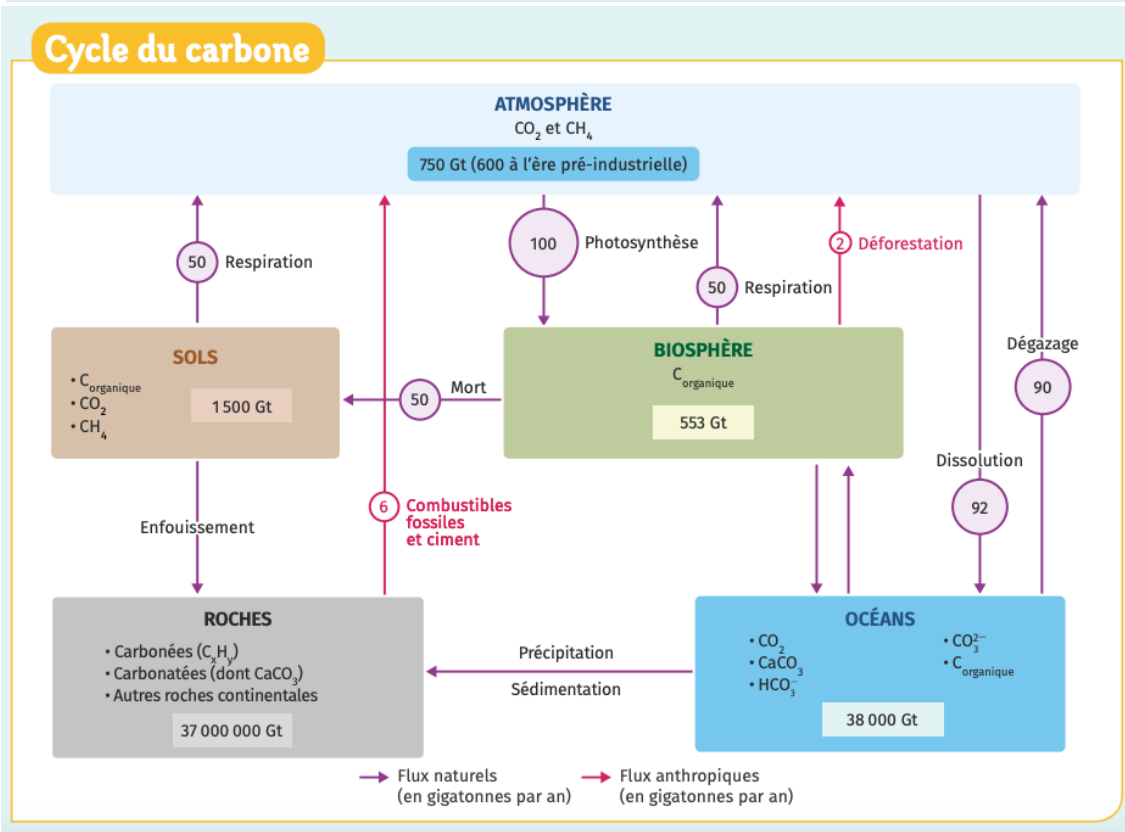 Cycle du carbone
ATMOSPHÈRE
CO₂ et CH₄
750 Gt (600 à l'ère pré-industrielle)
50 Respiration
100 Photosynthèse
50 Respiration
2 Déforestation
SOLS
• C organique
• CO₂
• CH₄
1 500 Gt
50 Mort
BIOSPHÈRE
C organique
553 Gt
Dégazage
90
Dissolution
92
Enfouissement
6 Combustibles
fossiles
et ciment
ROCHES
• Carbonées (CₓHᵧ)
• Carbonatées (dont CaCO₃)
• Autres roches continentales
37 000 000 Gt
Précipitation
Sédimentation
OCÉANS
• CO₂
• CaCO₃
• HCO₃⁻
• CO₃²⁻
• C organique
38 000 Gt
Flux naturels
(en gigatonnes par an)
Flux anthropiques
(en gigatonnes par an)